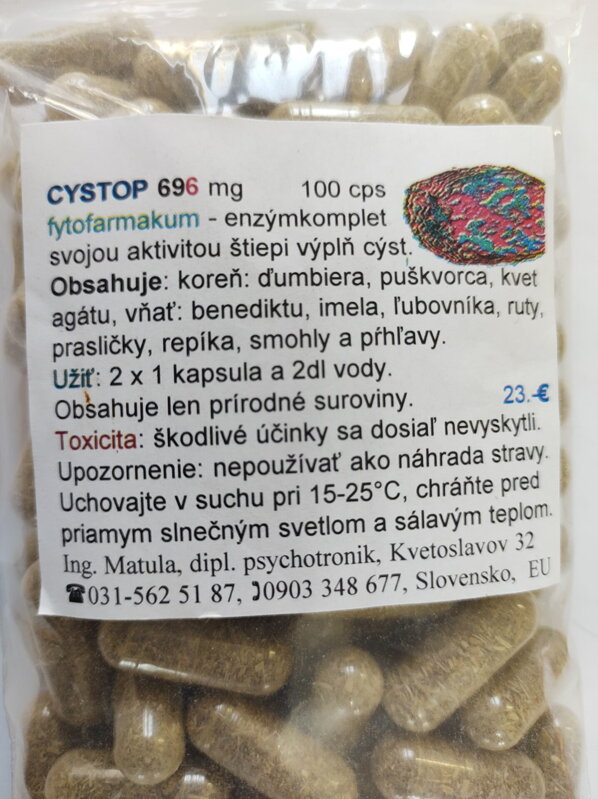 CYSTOP 696 mg 100 cps
fytofarmakum - enzýmkomplet
svojou aktivitou štiepi výplň cýst.
Obsahuje: koreň: ďumbiera, puškvorca, kvet
agátu, vňať: benediktu, imela, ľubovníka, ruty,
prasličky, repíka, smohly a pŕhľavy.
Užiť: 2 x 1 kapsula a 2dl vody.
Obsahuje len prírodné suroviny. 23.-€
Toxicita: škodlivé účinky sa dosiaľ nevyskytli.
Upozornenie: nepoužívať ako náhrada stravy.
Uchovajte v suchu pri 15-25°C, chráňte pred
priamym slnečným svetlom a sálavým teplom.
Ing. Matula, dipl. psychotronik, Kvetoslavov 32
☎031-562 51 87, 0903 348 677, Slovensko, EU